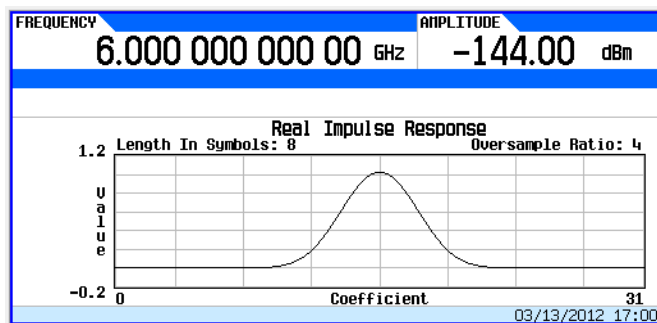 FREQUENCY AMPLITUDE
6.000 000 000 00 GHz -144.00 dBm
Real Impulse Response
Length In Symbols: 8 Oversample Ratio: 4
1.2
Value
-0.2
0 Coefficient 31
03/13/2012 17:00